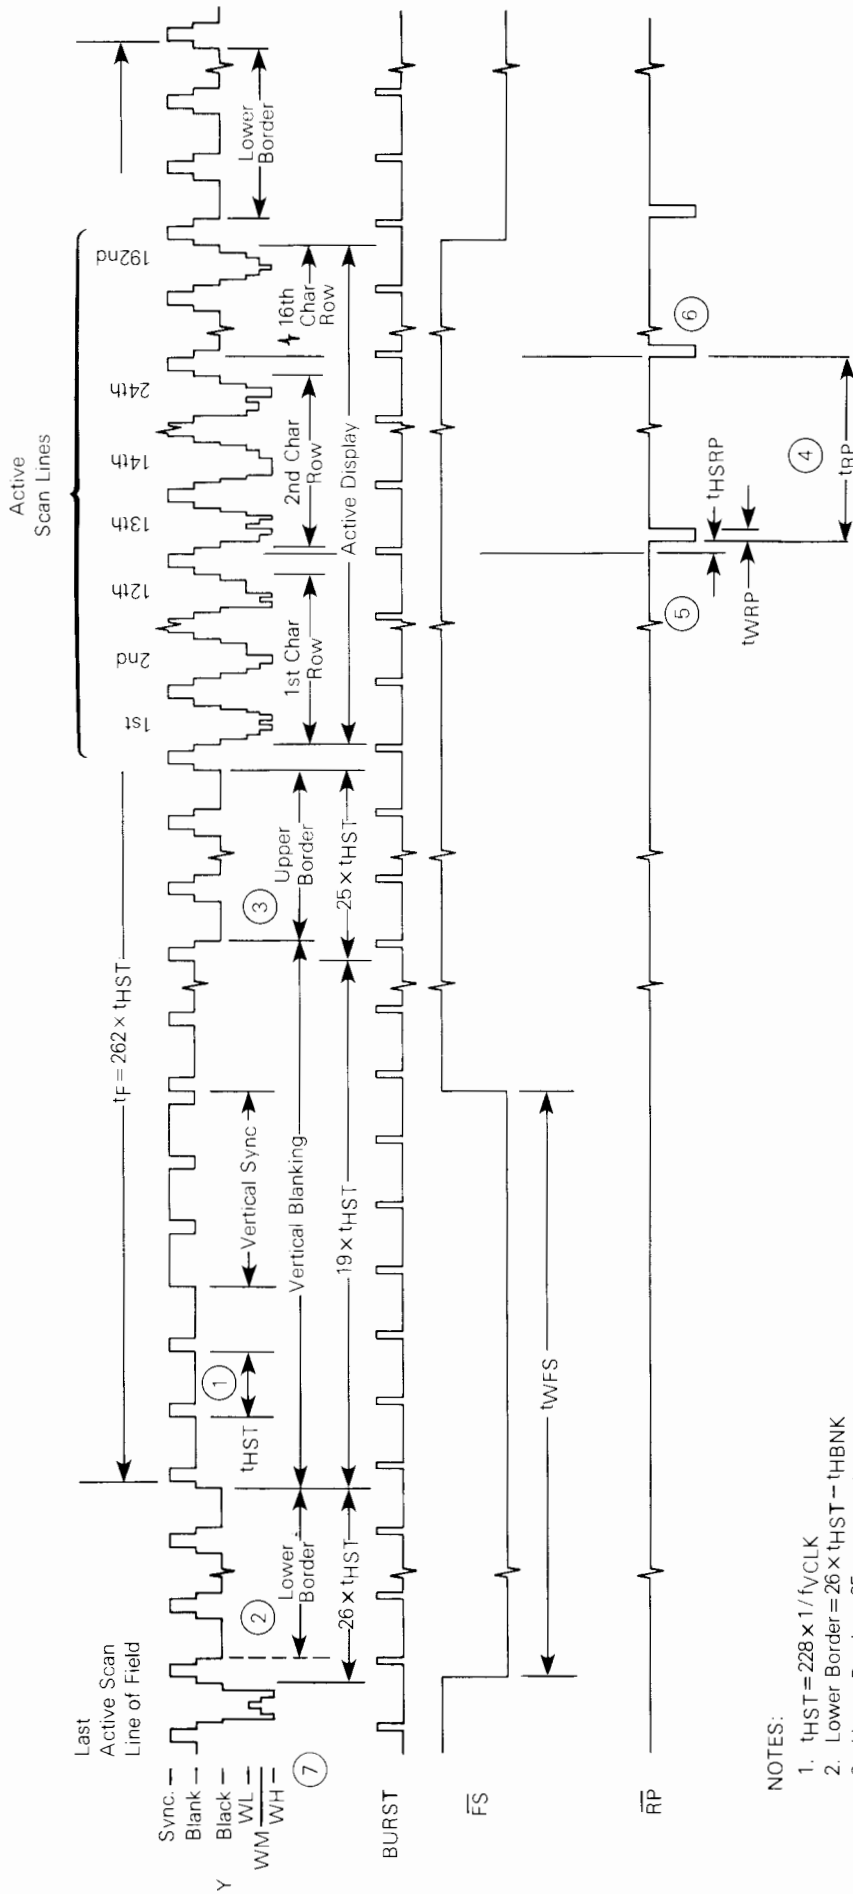 Last
Active Scan
Line of Field
Active
Scan Lines
tF = 262 × tHST
1st
2nd
12th
13th
14th
24th
192nd
Sync.
Blank
Black
WL
WM
WH
Y
7
2
Lower
Border
26 × tHST
tHST
1
Vertical Sync
Vertical Blanking
19 × tHST
3
Upper
Border
25 × tHST
1st Char
Row
2nd Char
Row
16th
Char
Row
Active Display
Lower
Border
BURST
FS
tWFS
RP
5
tWRP
tHSRP
4
tRP
6
NOTES:
1. tHST = 228 × 1/fVCLK
2. Lower Border = 26 × tHST − tHBNK